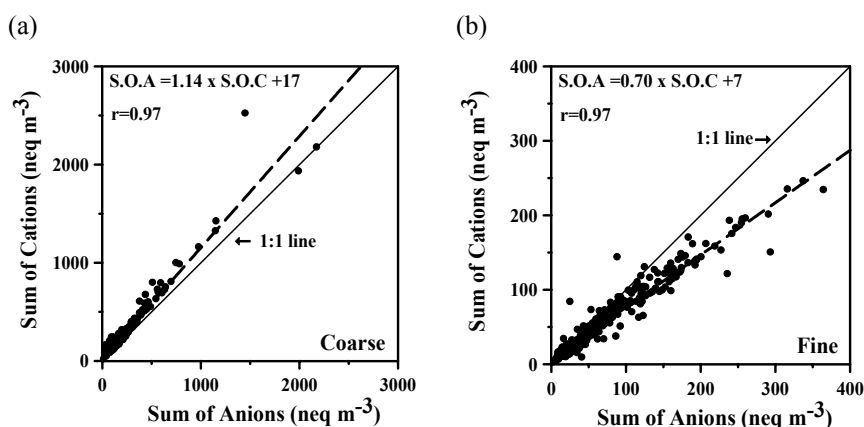 (a)
S.O.A =1.14 x S.O.C +17
r=0.97
1:1 line
Coarse
3000
2000
1000
0
0
1000
2000
3000
Sum of Cations (neq m-3)
Sum of Anions (neq m-3)
(b)
S.O.A =0.70 x S.O.C +7
r=0.97
1:1 line
Fine
400
300
200
100
0
0
100
200
300
400
Sum of Cations (neq m-3)
Sum of Anions (neq m-3)